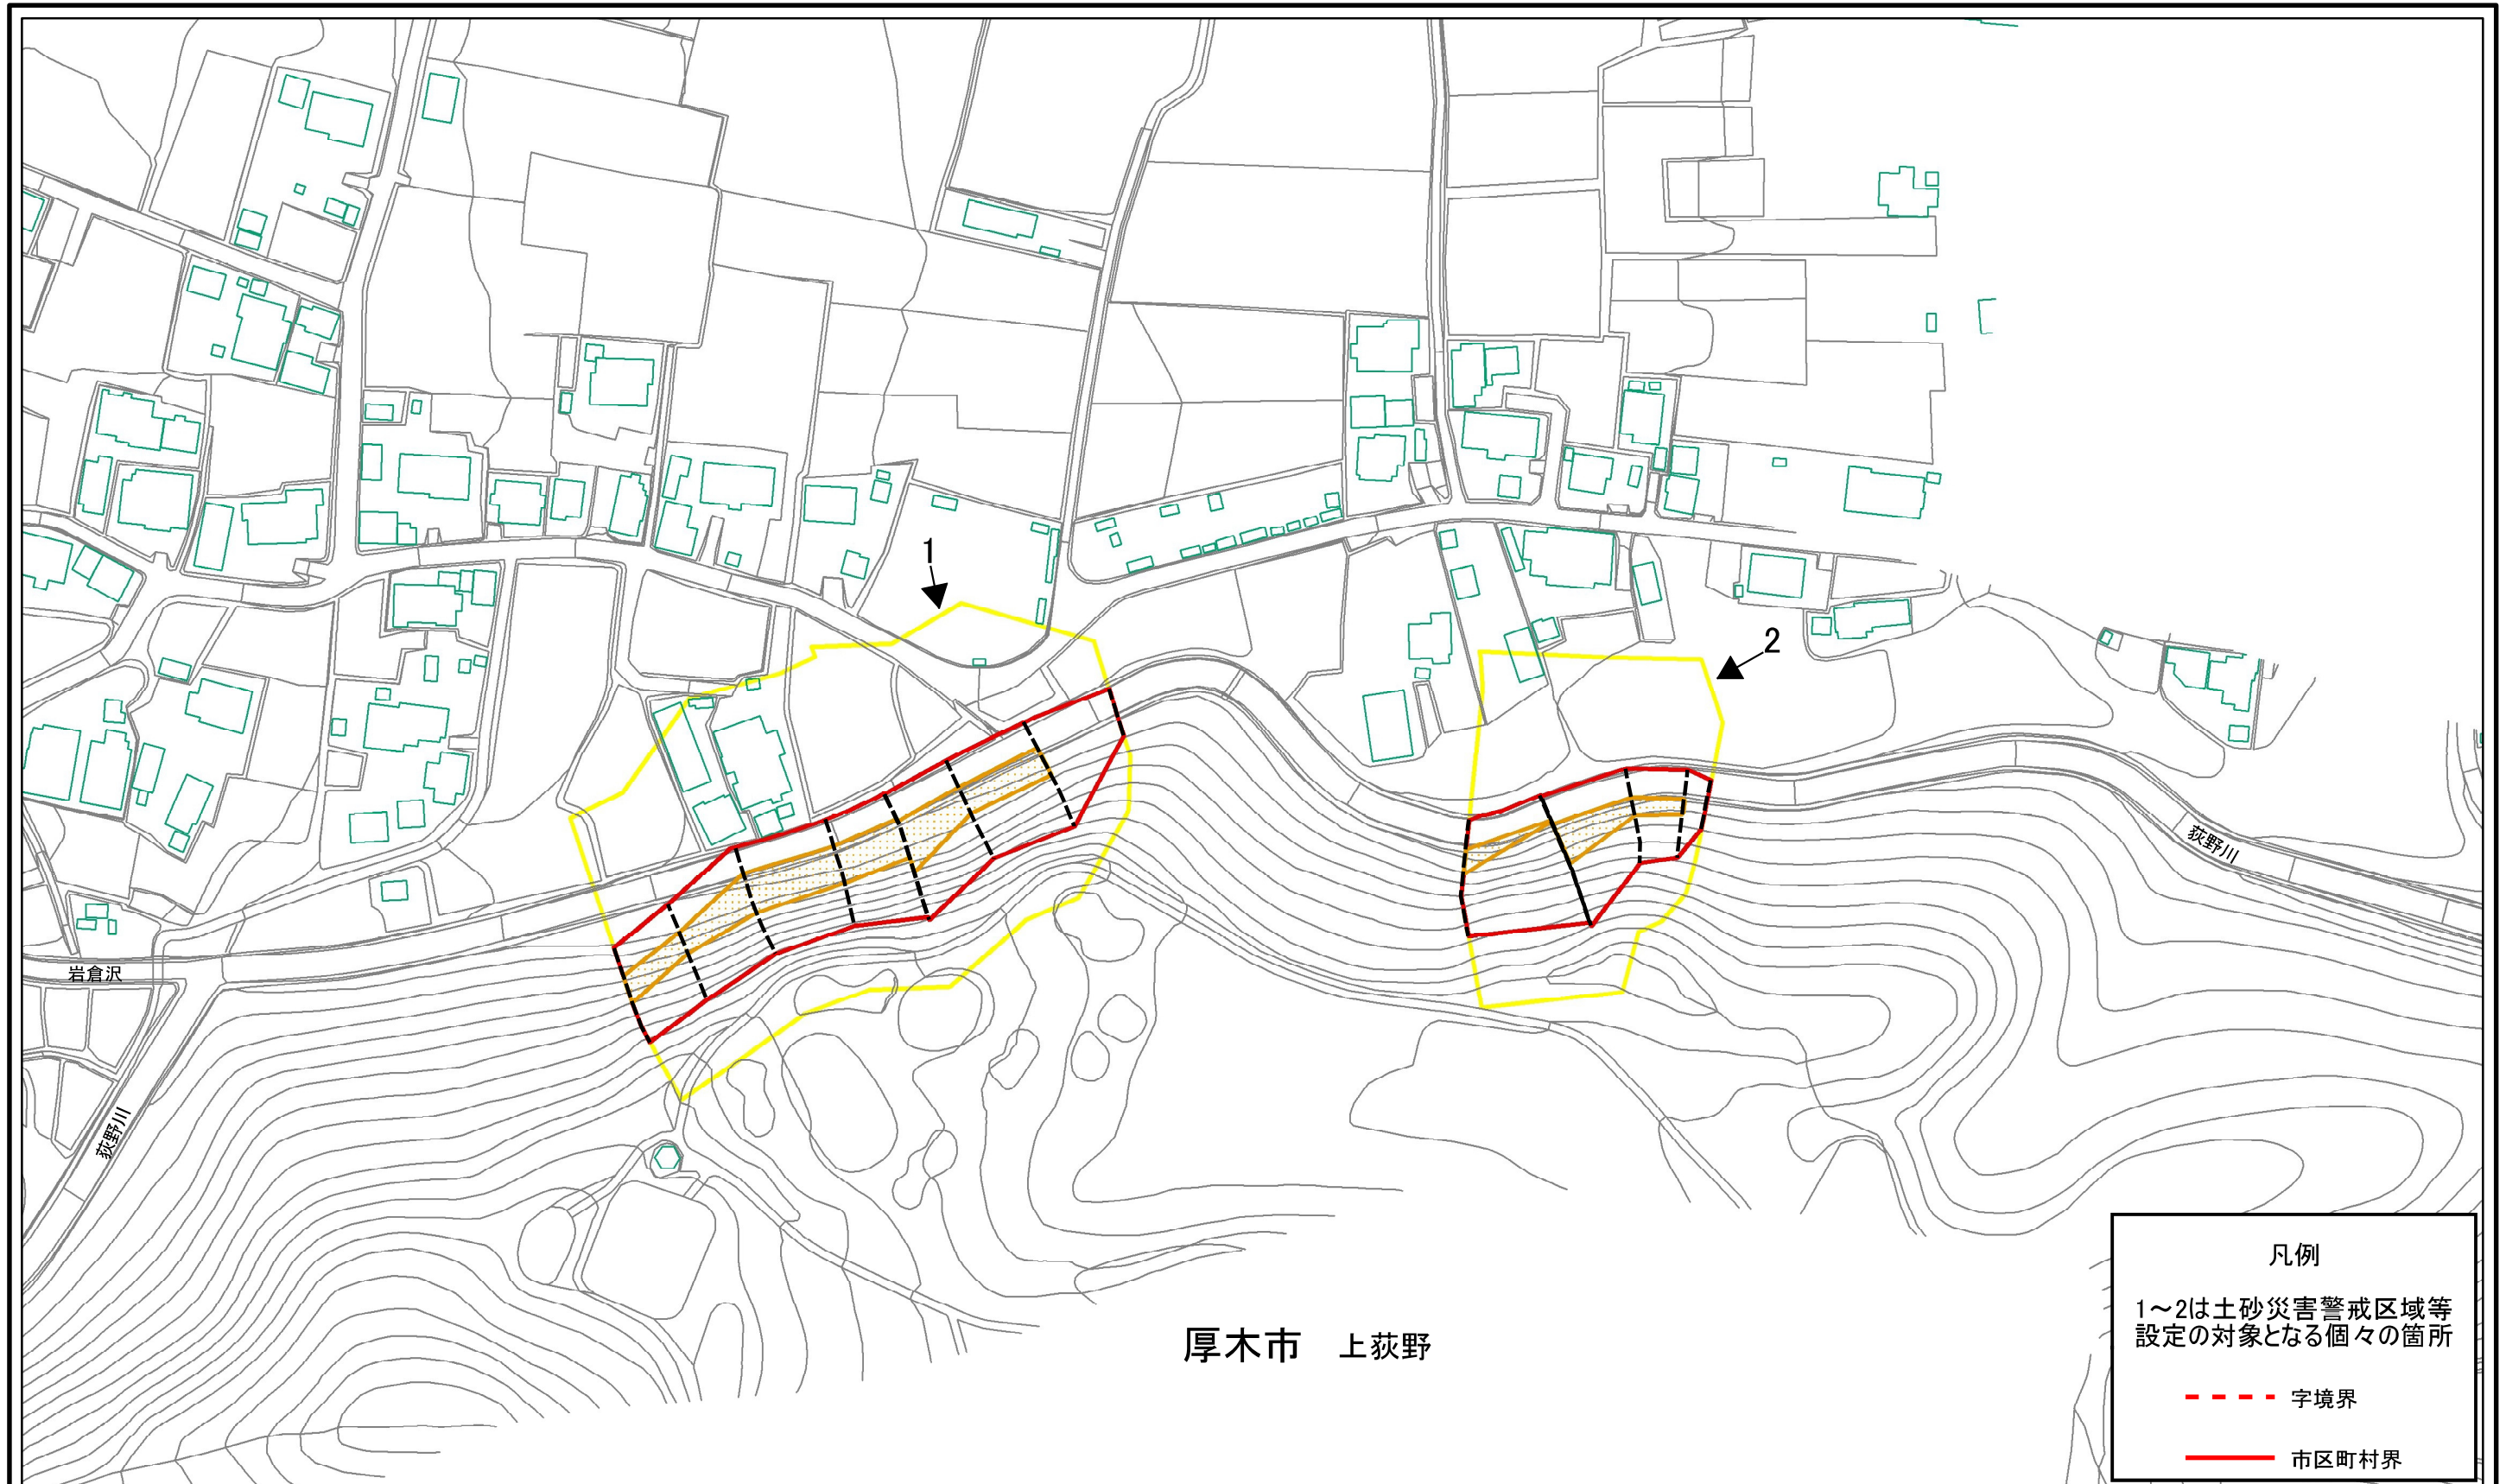 1
2
荻野川
岩倉沢
荻野川
厚木市 上荻野
凡例
1～2は土砂災害警戒区域等
設定の対象となる個々の箇所
字境界
市区町村界